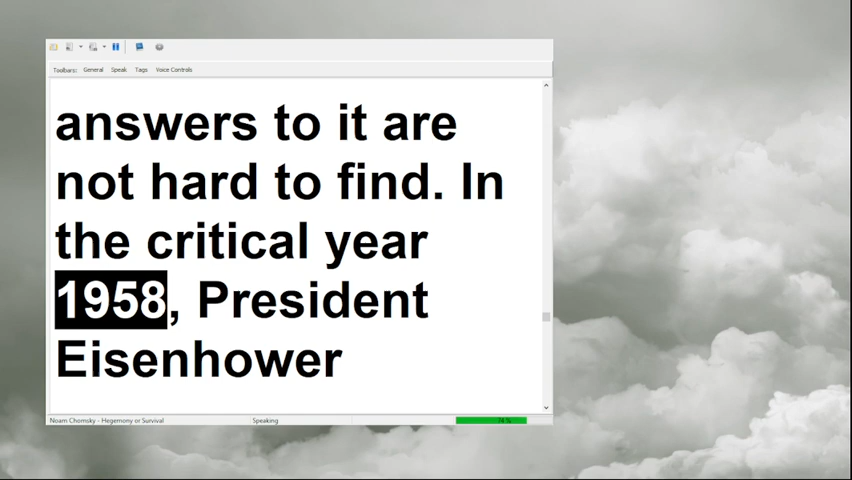 Toolbars: General Speak Tags Voice Controls
answers to it are
not hard to find. In
the critical year
1958, President
Eisenhower
Noam Chomsky - Hegemony or Survival Speaking 74 %